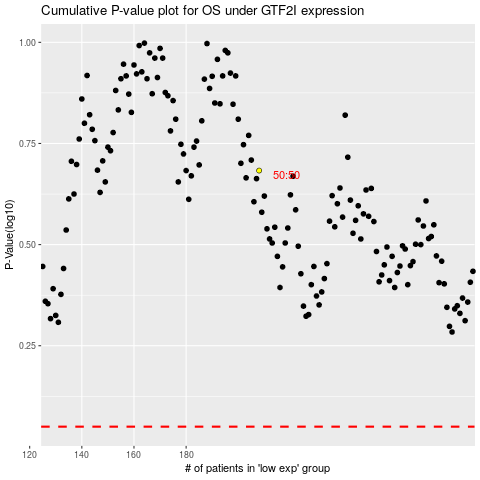 Cumulative P-value plot for OS under GTF2I expression
1.00
0.75
0.50
0.25
P-Value(log10)
50:50
120 140 160 180
# of patients in 'low exp' group